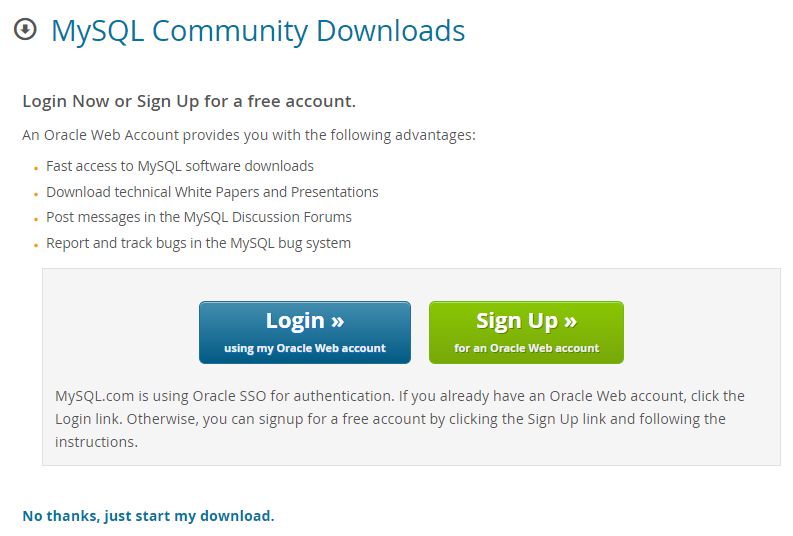 MySQL Community Downloads
Login Now or Sign Up for a free account.
An Oracle Web Account provides you with the following advantages:
Fast access to MySQL software downloads
Download technical White Papers and Presentations
Post messages in the MySQL Discussion Forums
Report and track bugs in the MySQL bug system
Login »
using my Oracle Web account
Sign Up »
for an Oracle Web account
MySQL.com is using Oracle SSO for authentication. If you already have an Oracle Web account, click the
Login link. Otherwise, you can signup for a free account by clicking the Sign Up link and following the
instructions.
No thanks, just start my download.